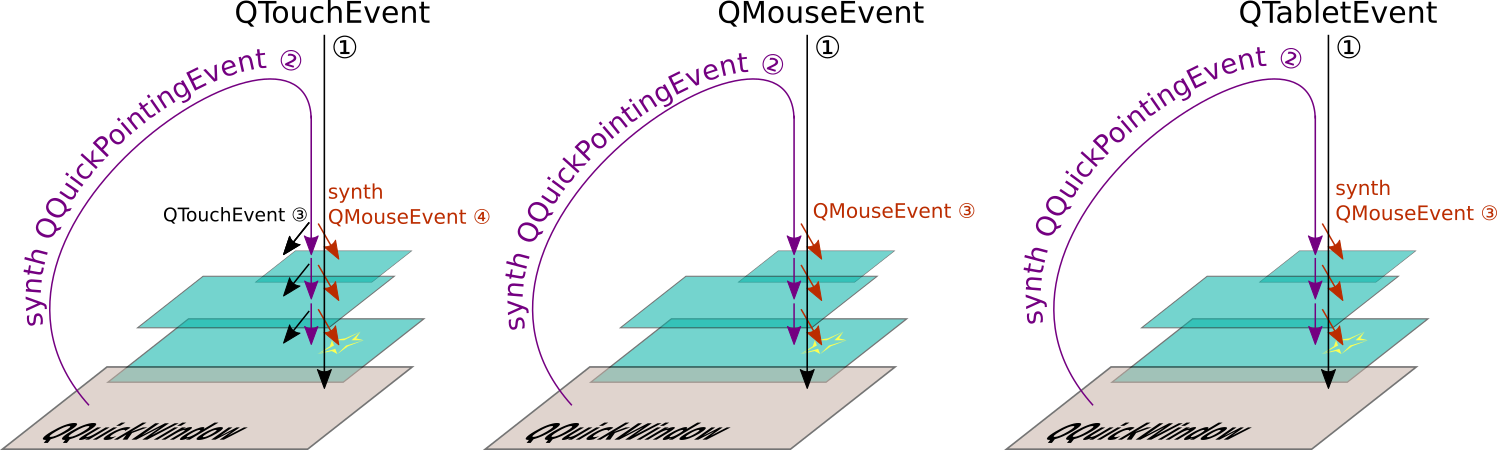 QTouchEvent
①
synth QQuickPointingEvent ②
QTouchEvent ③
synth
QMouseEvent ④
QQuickWindow
QMouseEvent
①
synth QQuickPointingEvent ②
QMouseEvent ③
QQuickWindow
QTabletEvent
①
synth QQuickPointingEvent ②
synth
QMouseEvent ③
QQuickWindow